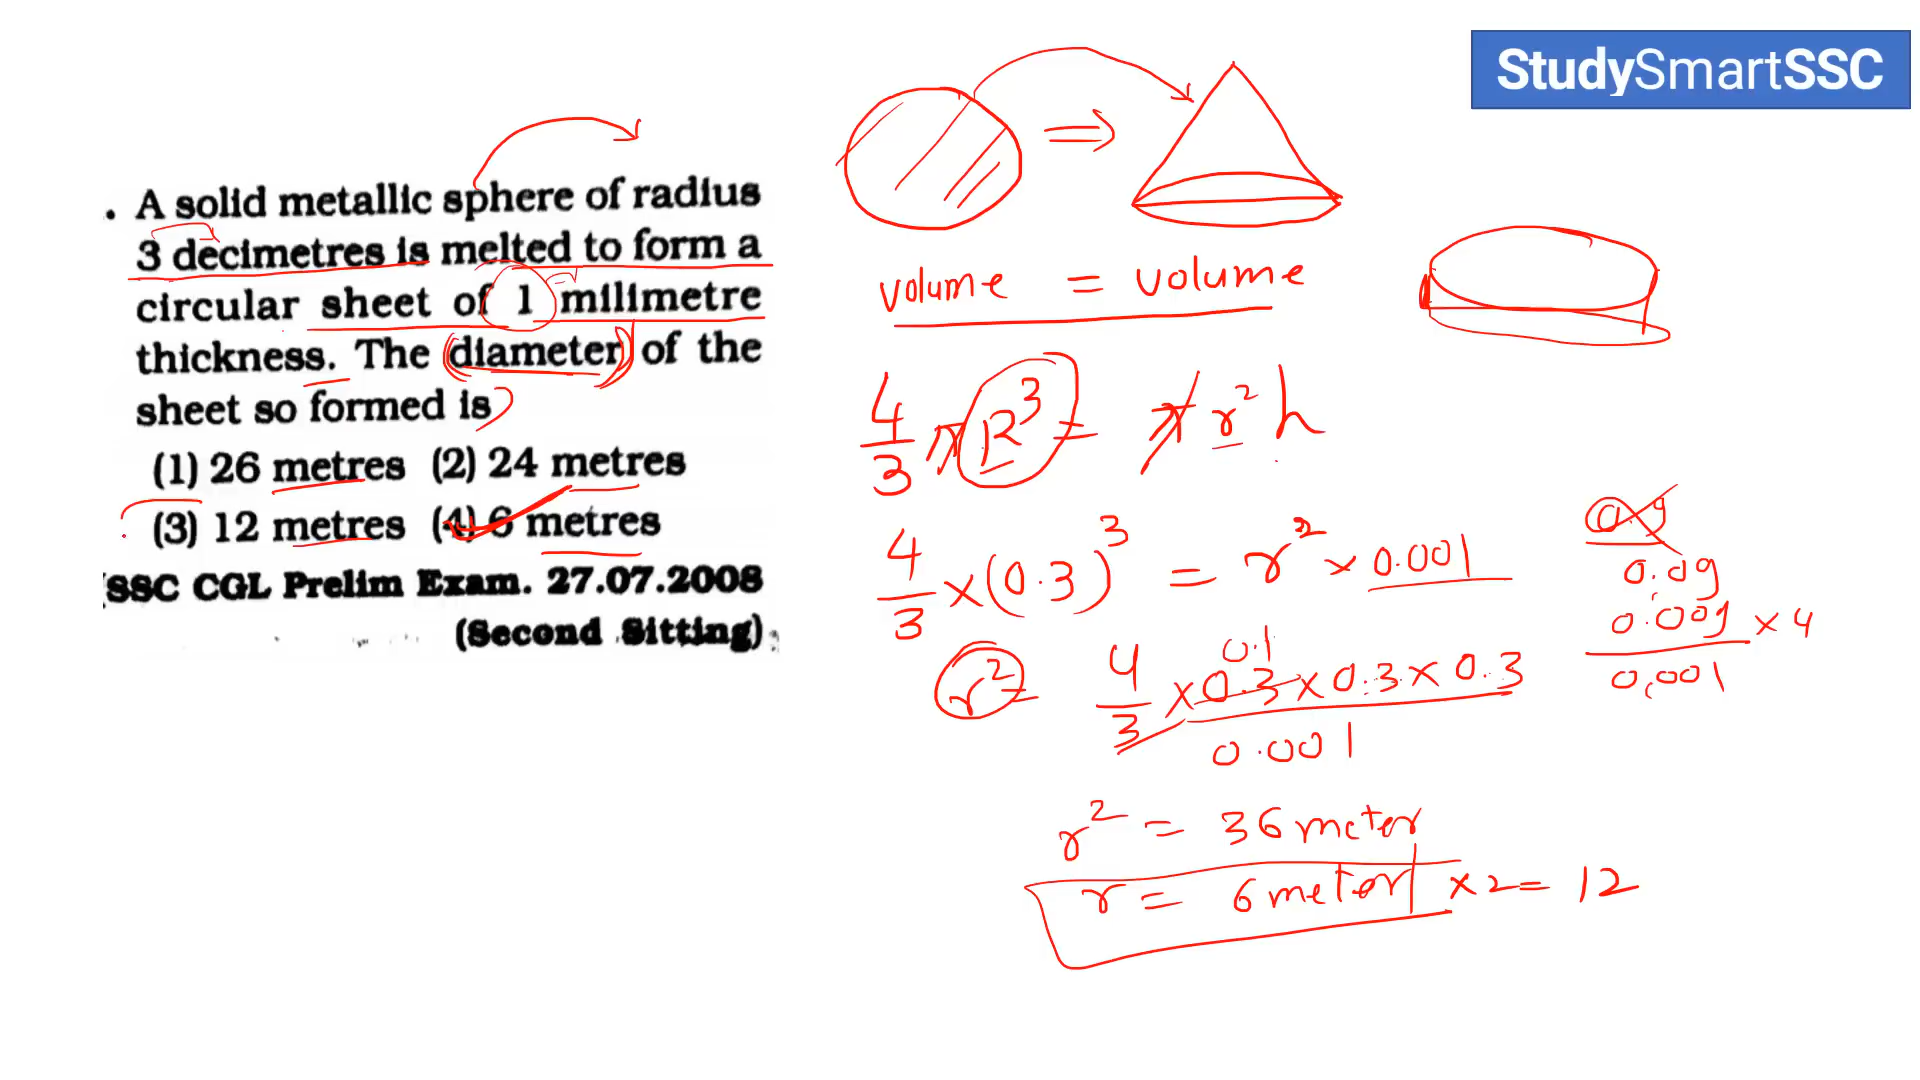 StudySmartSSC
. A solid metallic sphere of radius
3 decimetres is melted to form a
circular sheet of 1 milimetre
thickness. The diameter of the
sheet so formed is
(1) 26 metres (2) 24 metres
(3) 12 metres (4) 6 metres
(SSC CGL Prelim Exam. 27.07.2008
(Second Sitting)
volume = volume
4/3 π R³ = π r² h
4/3 × (0.3)³ = r² × 0.001
r² = 4/3 × 0.3 × 0.3 × 0.3 / 0.001
0.1
r² = 36 meter
r = 6 meter × 2 = 12
0.09
0.009 × 4
0.001